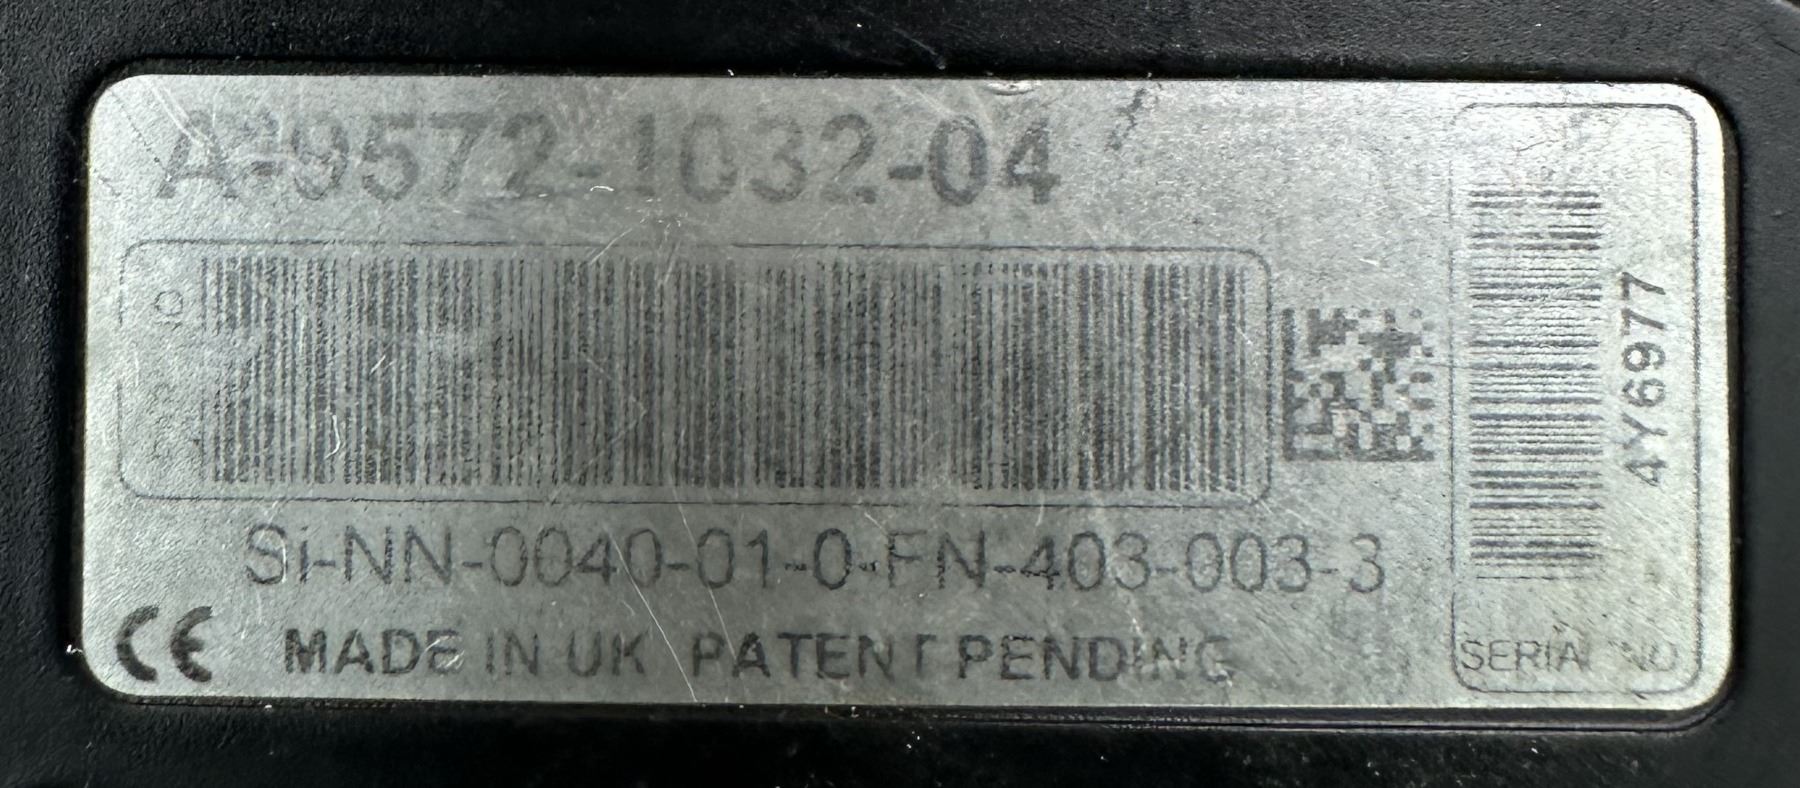 A-9572-1032-04
Si-NN-0040-01-0-FN-403-003-3
CE MADE IN UK PATENT PENDING
4Y6977
SERIAL NO